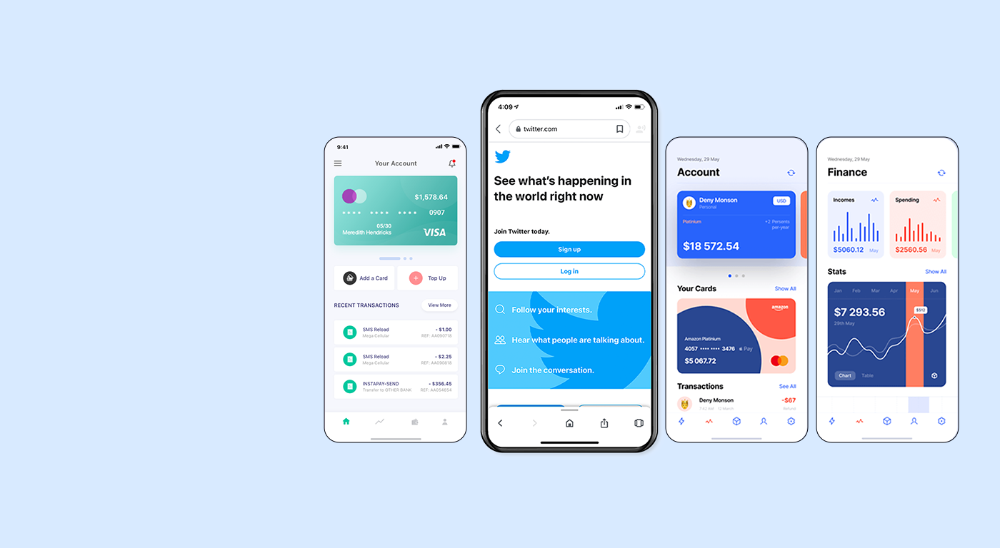 9:41
Your Account
$1,578.64
**** **** **** 0907
05/30
Meredith Hendricks
VISA
Add a Card
Top Up
RECENT TRANSACTIONS
View More
SMS Reload
- $1.00
Mega Cellular
REF: AA090718
SMS Reload
- $2.25
Mega Cellular
REF: AA090818
INSTAPAY-SEND
- $356.45
Transfer to OTHER BANK
REF: AA054654
4:09
twitter.com
See what's happening in
the world right now
Join Twitter today.
Sign up
Log in
Follow your interests.
Hear what people are talking about.
Join the conversation.
Wednesday, 29 May
Account
Deny Monson
USD
Personal
Platinium
+2 Persents
per-year
$18 572.54
Your Cards
Show All
amazon
Amazon Platinium
4057 •••• •••• 3476
Pay
$5 067.72
Transactions
See All
Deny Monson
-$67
7:42 AM 12 March
Refund
Wednesday, 29 May
Finance
Incomes
Spending
$5060.12 May
$2560.56 May
Stats
Show All
Jan Feb Mar Apr May Jun
$7 293.56
$512
29th May
Chart
Table